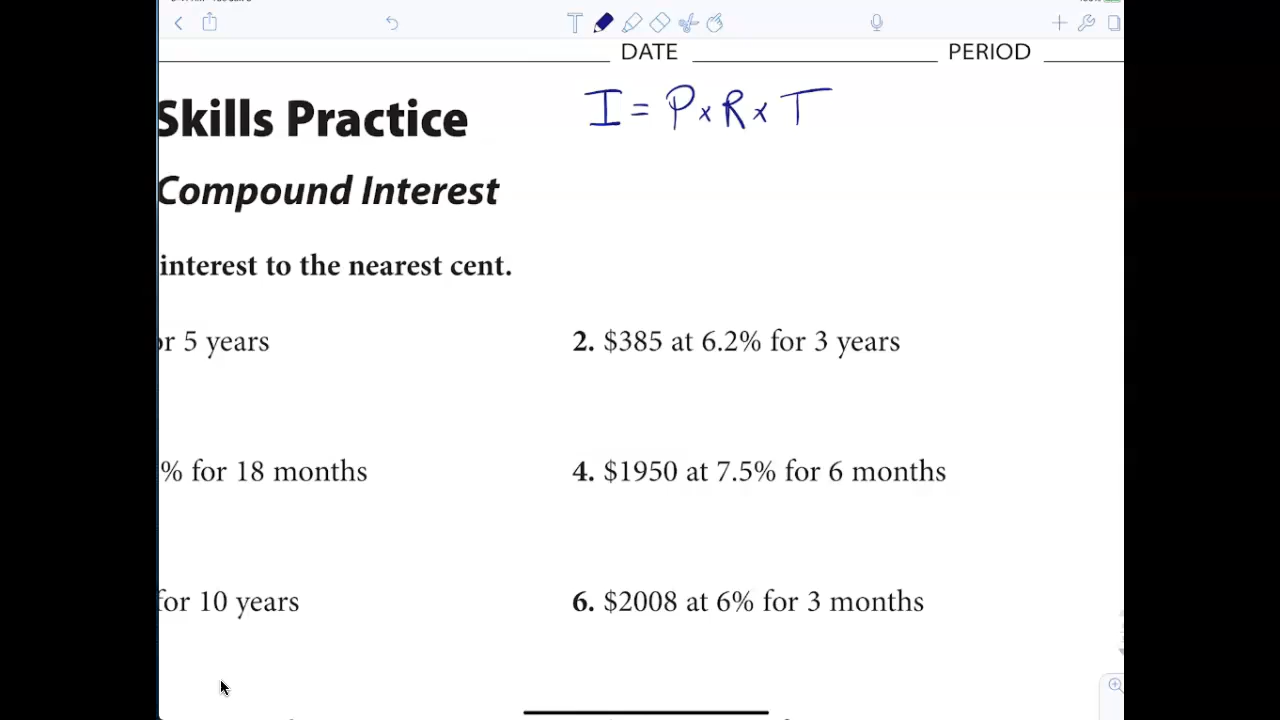 DATE PERIOD
Skills Practice I = P x R x T
Compound Interest
interest to the nearest cent.
r 5 years 2. $385 at 6.2% for 3 years
% for 18 months 4. $1950 at 7.5% for 6 months
for 10 years 6. $2008 at 6% for 3 months